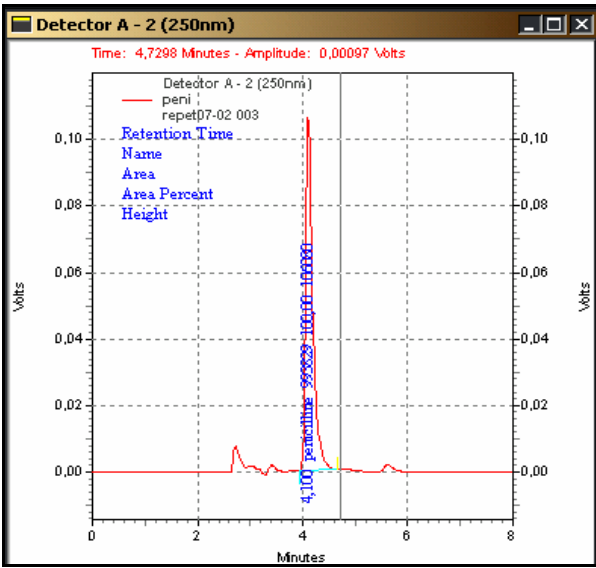 Detector A - 2 (250nm)
Time: 4,7298 Minutes - Amplitude: 0,00097 Volts
Detector A - 2 (250nm)
peni
repet07-02 003
Retention Time
Name
Area
Area Percent
Height
0,10
0,08
0,06
0,04
0,02
0,00
Volts
0,10
0,08
0,06
0,04
0,02
0,00
Volts
4,100 penicilline 100,00
0
2
4
6
8
Minutes